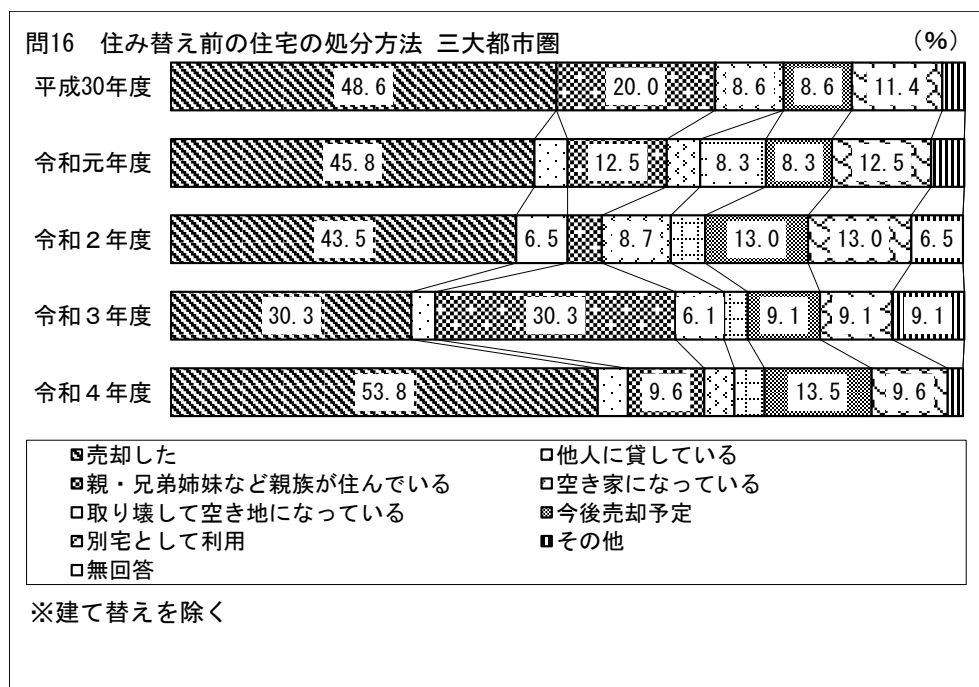 問16 住み替え前の住宅の処分方法 三大都市圏 (%)
平成30年度 48.6 20.0 8.6 8.6 11.4
令和元年度 45.8 12.5 8.3 8.3 12.5
令和２年度 43.5 6.5 8.7 13.0 13.0 6.5
令和３年度 30.3 30.3 6.1 9.1 9.1 9.1
令和４年度 53.8 9.6 13.5 9.6
売却した 他人に貸している
親・兄弟姉妹など親族が住んでいる 空き家になっている
取り壊して空き地になっている 今後売却予定
別宅として利用 その他
無回答
※建て替えを除く